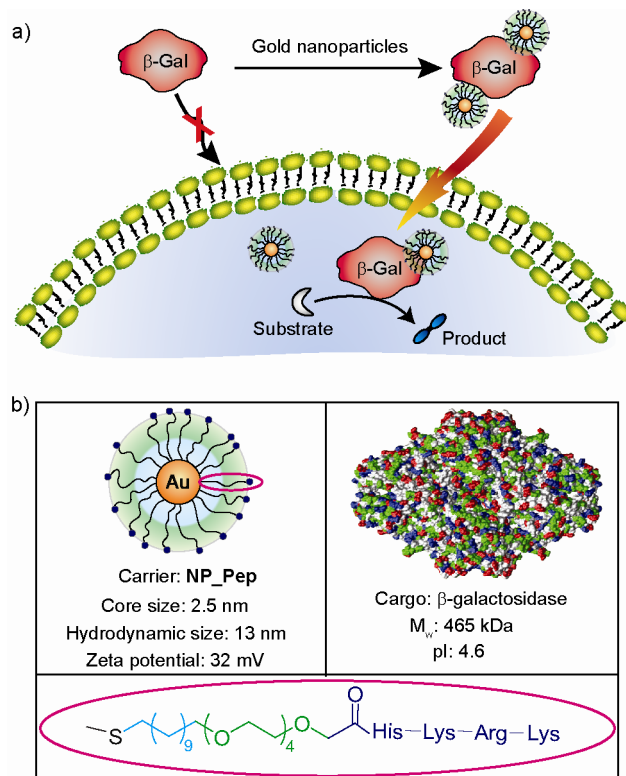 a)
β-Gal
Gold nanoparticles
β-Gal
β-Gal
Substrate
Product
b)
Au
Carrier: NP_Pep
Core size: 2.5 nm
Hydrodynamic size: 13 nm
Zeta potential: 32 mV
Cargo: β-galactosidase
Mw: 465 kDa
pI: 4.6
S
9
O
4
O
O
His-Lys-Arg-Lys